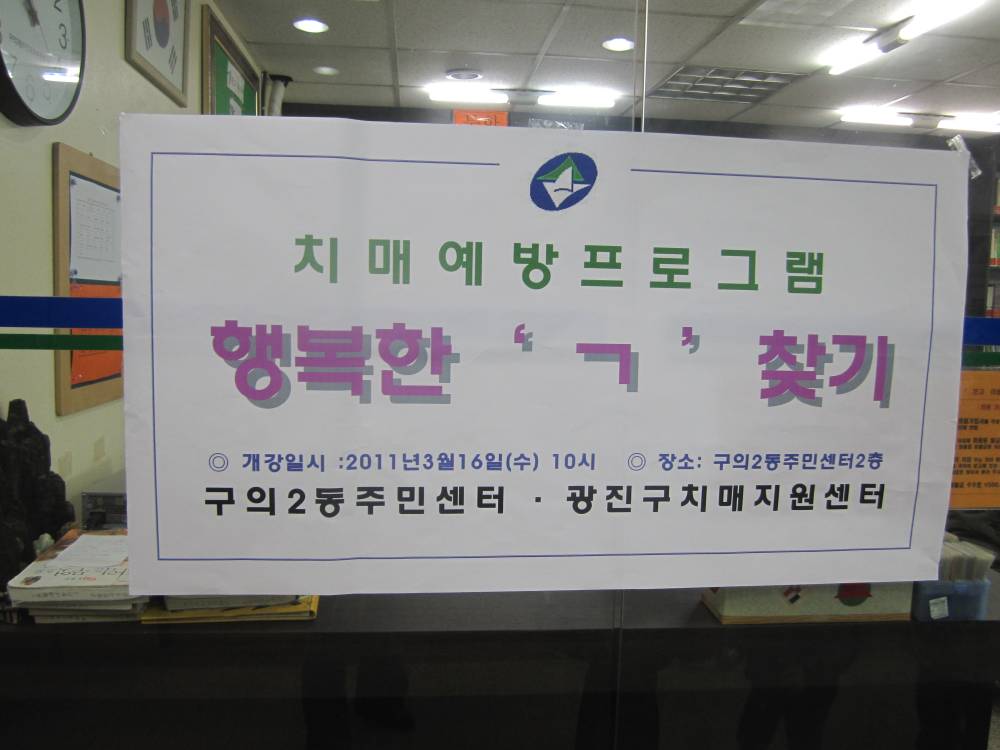 치매예방프로그램
행복한 ‘ㄱ’ 찾기
◎ 개강일시 :2011년3월16일(수) 10시 ◎ 장소: 구의2동주민센터2층
구의2동주민센터 · 광진구치매지원센터